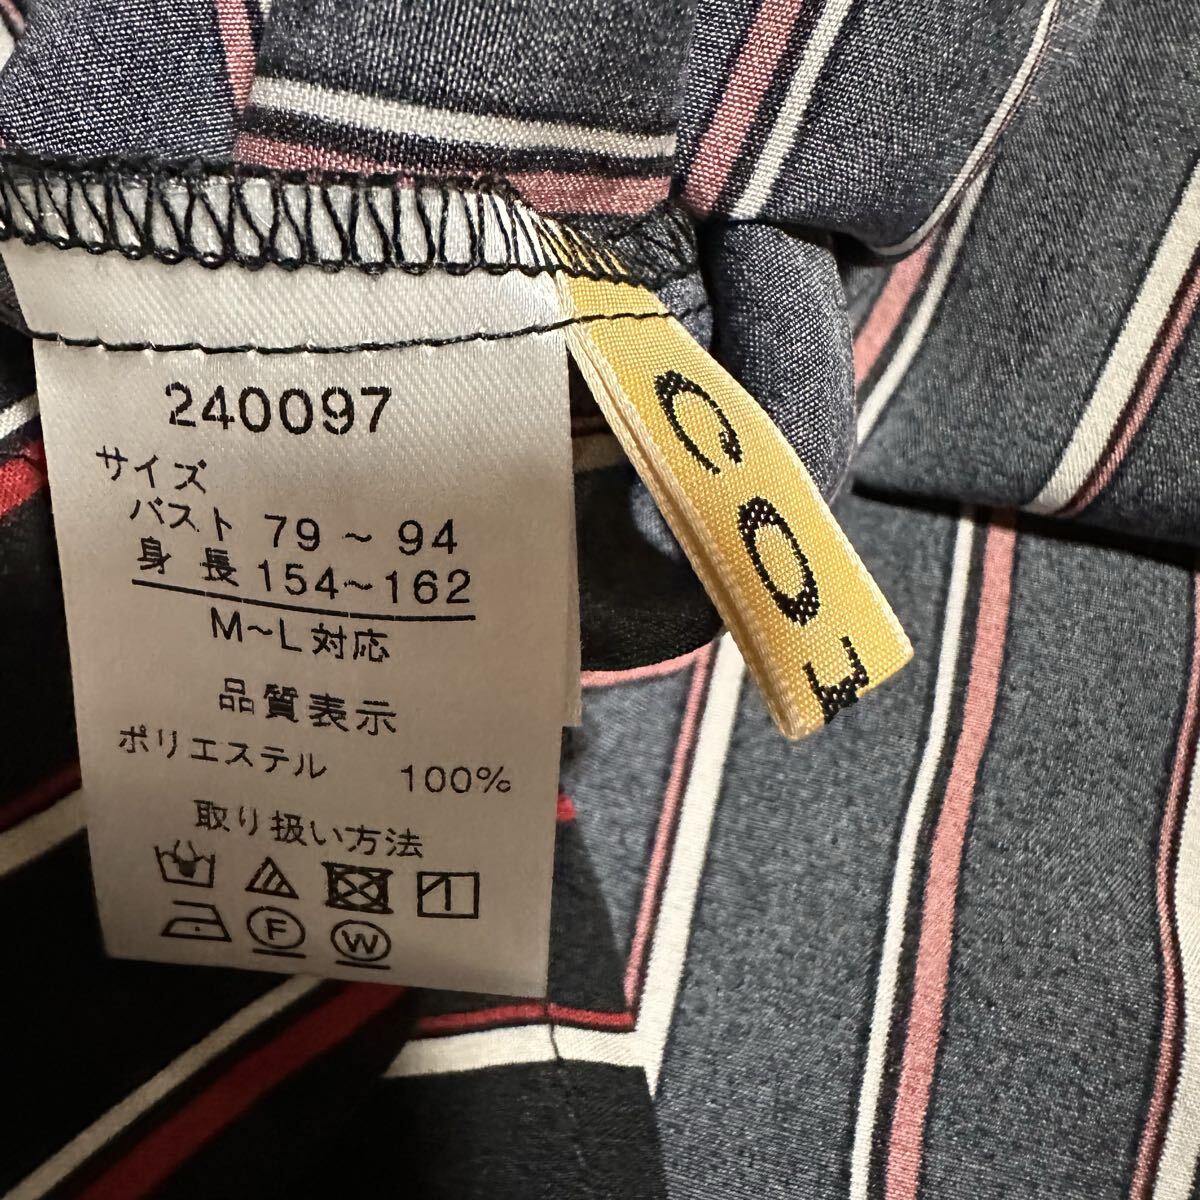 240097
サイズ
バスト 79 ~ 94
身 長 154~162
M~L対応
品質表示
ポリエステル 100%
取り扱い方法
F W
CO